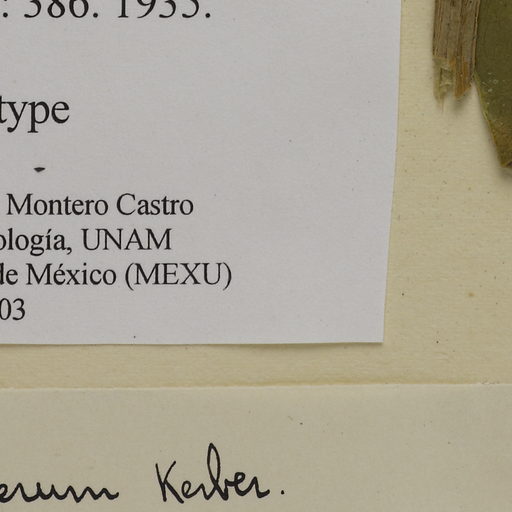 : 386. 1935.
type
Montero Castro
ología, UNAM
de México (MEXU)
03
erum Kerber.